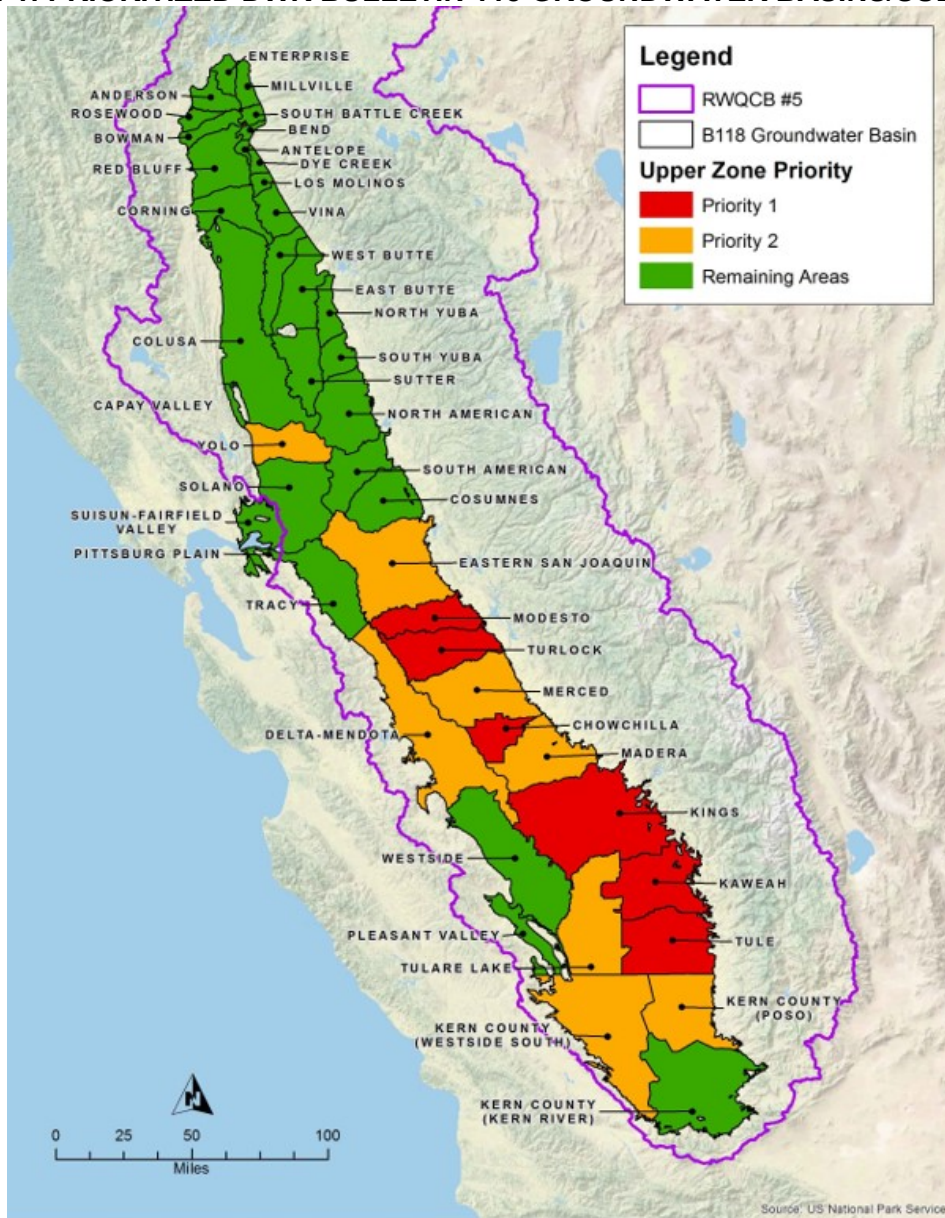 PRIORITIZED DWR BULLETIN 118 GROUNDWATER
Legend
RWQCB #5
B118 Groundwater Basin
Upper Zone Priority
Priority 1
Priority 2
Remaining Areas
ENTERPRISE
MILLVILLE
ANDERSON
ROSEWOOD
SOUTH BATTLE CREEK
BEND
BOWMAN
ANTELOPE
DYE CREEK
RED BLUFF
LOS MOLINOS
CORNING
VINA
WEST BUTTE
EAST BUTTE
NORTH YUBA
COLUSA
SOUTH YUBA
SUTTER
CAPAY VALLEY
NORTH AMERICAN
YOLO
SOUTH AMERICAN
SOLANO
COSUMNES
SUISUN-FAIRFIELD
VALLEY
PITTSBURG PLAIN
EASTERN SAN JOAQUIN
TRACY
MODESTO
TURLOCK
MERCED
CHOWCHILLA
DELTA-MENDOTA
MADERA
KINGS
WESTSIDE
KAWEAH
PLEASANT VALLEY
TULE
TULARE LAKE
KERN COUNTY
(POSO)
KERN COUNTY
(WESTSIDE SOUTH)
KERN COUNTY
(KERN RIVER)
N
0 25 50 100
Miles
Source: US National Park Service